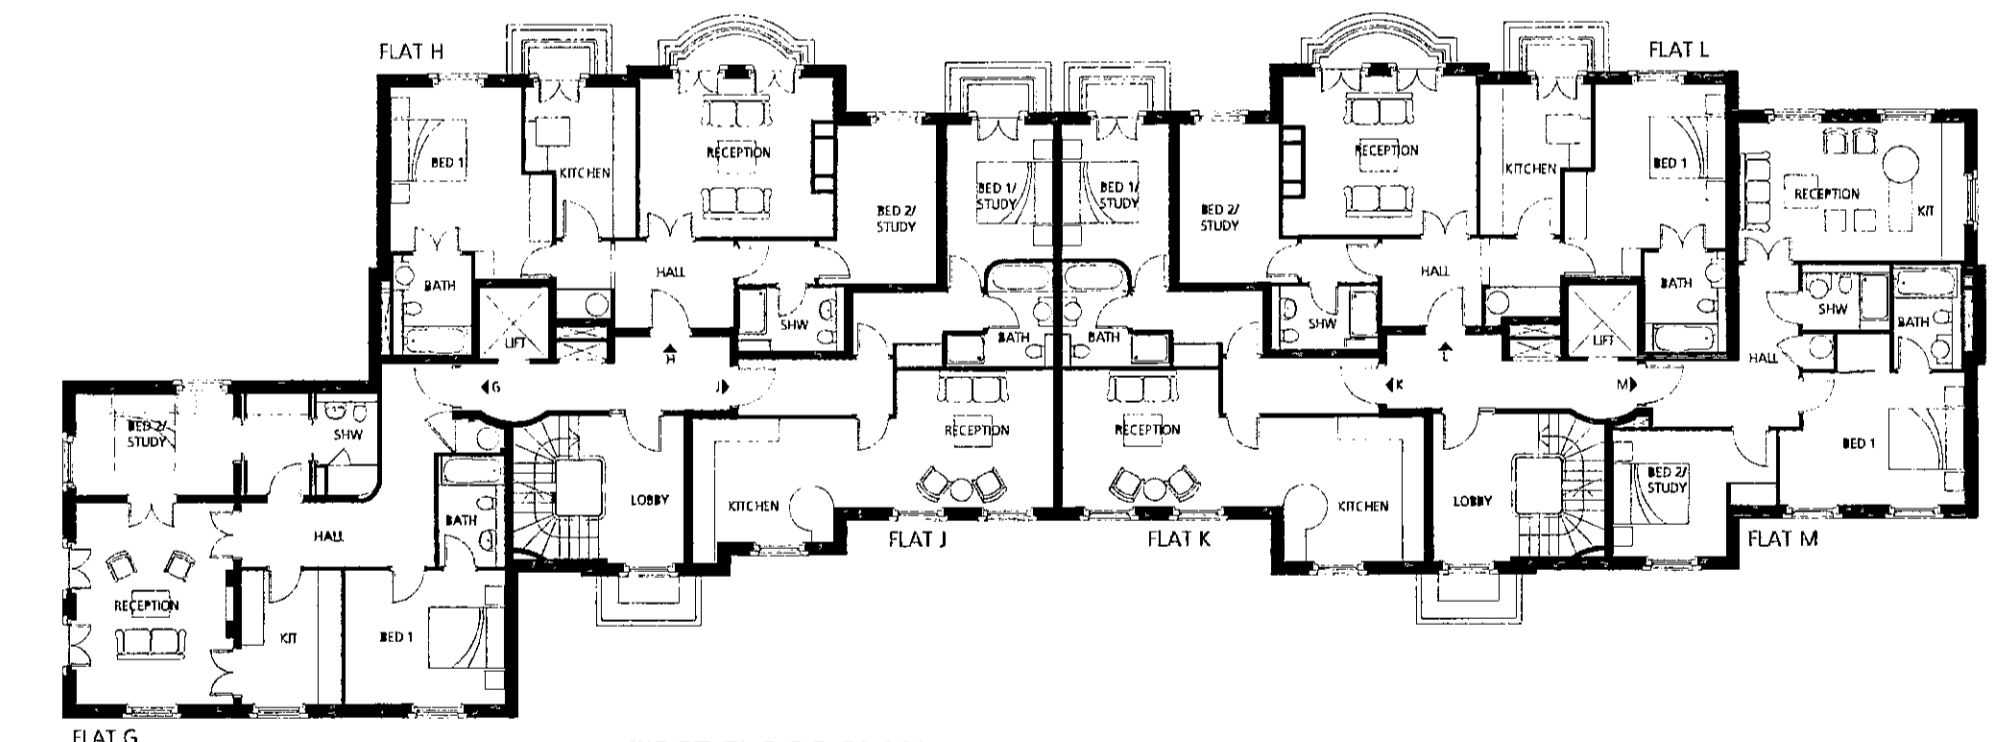 FLAT H
FLAT L
BED 1
KITCHEN
RECEPTION
BED 2/
STUDY
BED 1/
STUDY
BED 1/
STUDY
BED 2/
STUDY
RECEPTION
KITCHEN
BED 1
RECEPTION
KIT
BATH
HALL
SHW
LIFT
BATH
BATH
SHW
HALL
BATH
LIFT
SHW
BATH
HALL
H
L
G
J
K
M
BED 2/
STUDY
SHW
RECEPTION
RECEPTION
BED 1
HALL
BATH
LOBBY
KITCHEN
KITCHEN
LOBBY
BED 2/
STUDY
FLAT J
FLAT K
FLAT M
RECEPTION
KIT
BED 1
FLAT G